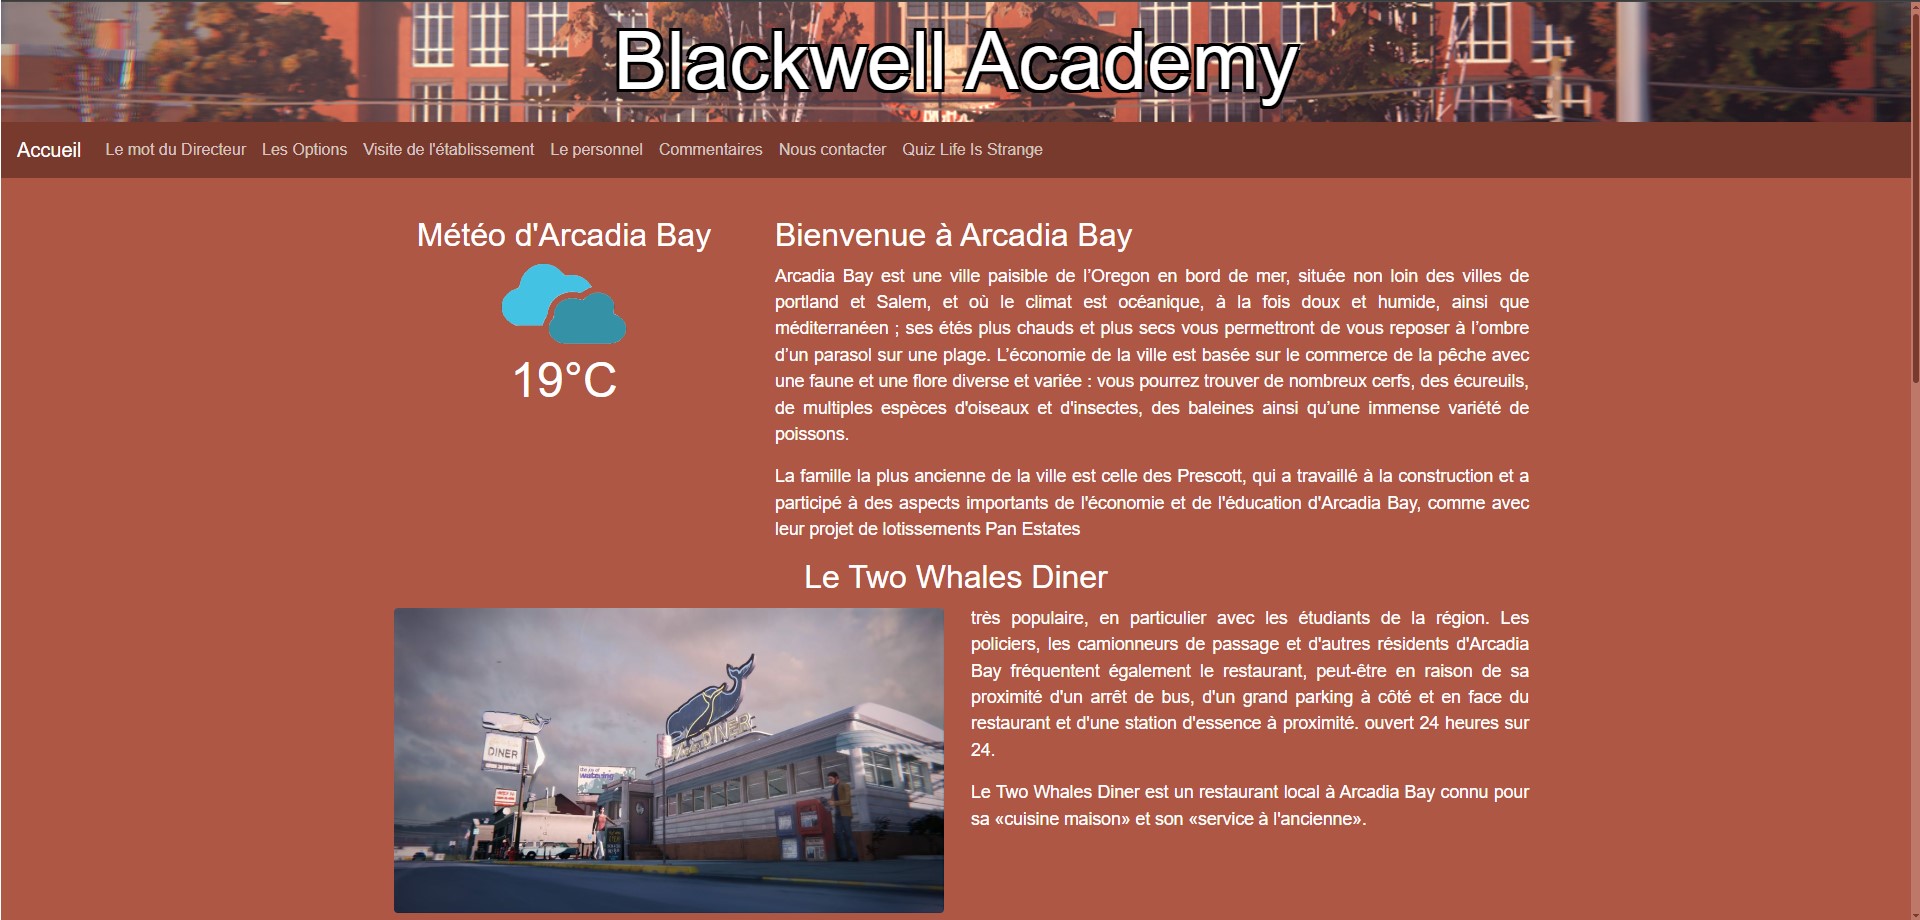 Blackwell Academy
Accueil Le mot du Directeur Les Options Visite de l'établissement Le personnel Commentaires Nous contacter Quiz Life Is Strange
Météo d'Arcadia Bay
19°C
Bienvenue à Arcadia Bay
Arcadia Bay est une ville paisible de l’Oregon en bord de mer, située non loin des villes de
portland et Salem, et où le climat est océanique, à la fois doux et humide, ainsi que
méditerranéen ; ses étés plus chauds et plus secs vous permettront de vous reposer à l’ombre
d’un parasol sur une plage. L’économie de la ville est basée sur le commerce de la pêche avec
une faune et une flore diverse et variée : vous pourrez trouver de nombreux cerfs, des écureuils,
de multiples espèces d'oiseaux et d'insectes, des baleines ainsi qu’une immense variété de
poissons.
La famille la plus ancienne de la ville est celle des Prescott, qui a travaillé à la construction et a
participé à des aspects importants de l'économie et de l'éducation d'Arcadia Bay, comme avec
leur projet de lotissements Pan Estates
Le Two Whales Diner
DINER
DINER
très populaire, en particulier avec les étudiants de la région. Les
policiers, les camionneurs de passage et d'autres résidents d'Arcadia
Bay fréquentent également le restaurant, peut-être en raison de sa
proximité d'un arrêt de bus, d'un grand parking à côté et en face du
restaurant et d'une station d'essence à proximité. ouvert 24 heures sur
24.
Le Two Whales Diner est un restaurant local à Arcadia Bay connu pour
sa «cuisine maison» et son «service à l'ancienne».